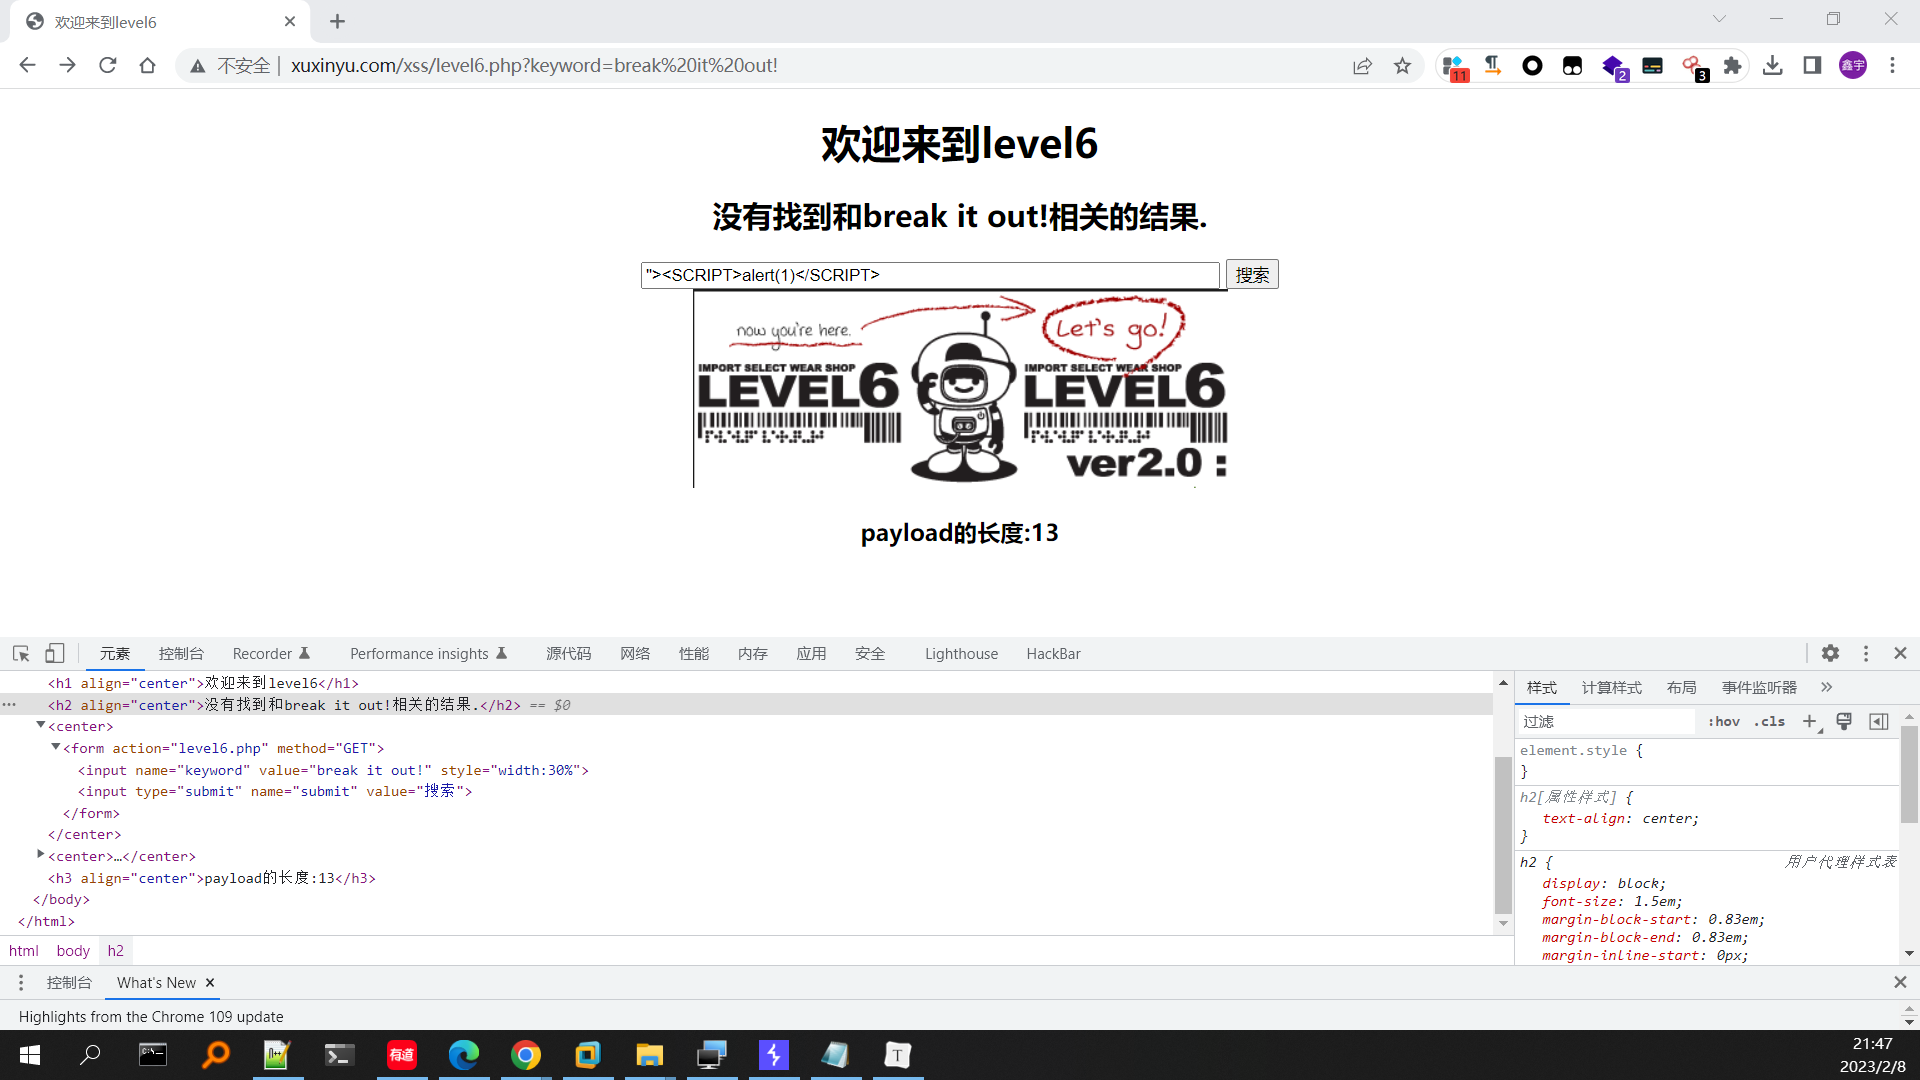 欢迎来到level6
不安全 | xuxinyu.com/xss/level6.php?keyword=break%20it%20out!
11
2
3
鑫宇
欢迎来到level6
没有找到和break it out!相关的结果.
"><SCRIPT>alert(1)</SCRIPT>
搜索
now you're here.
Let's go!
IMPORT SELECT WEAR SHOP
LEVEL6
IMPORT SELECT WEAR SHOP
LEVEL6
ver2.0 :
payload的长度:13
元素 控制台 Recorder Performance insights 源代码 网络 性能 内存 应用 安全 Lighthouse HackBar
<h1 align="center">欢迎来到level6</h1>
<h2 align="center">没有找到和break it out!相关的结果.</h2> == $0
<center>
<form action="level6.php" method="GET">
<input name="keyword" value="break it out!" style="width:30%">
<input type="submit" name="submit" value="搜索">
</form>
</center>
<center>…</center>
<h3 align="center">payload的长度:13</h3>
</body>
</html>
html body h2
样式 计算样式 布局 事件监听器 »
过滤 :hov .cls
element.style {
}
h2[属性样式] {
text-align: center;
}
h2 { 用户代理样式表
display: block;
font-size: 1.5em;
margin-block-start: 0.83em;
margin-block-end: 0.83em;
margin-inline-start: 0px;
控制台 What's New ×
Highlights from the Chrome 109 update
有道
T
21:47
2023/2/8